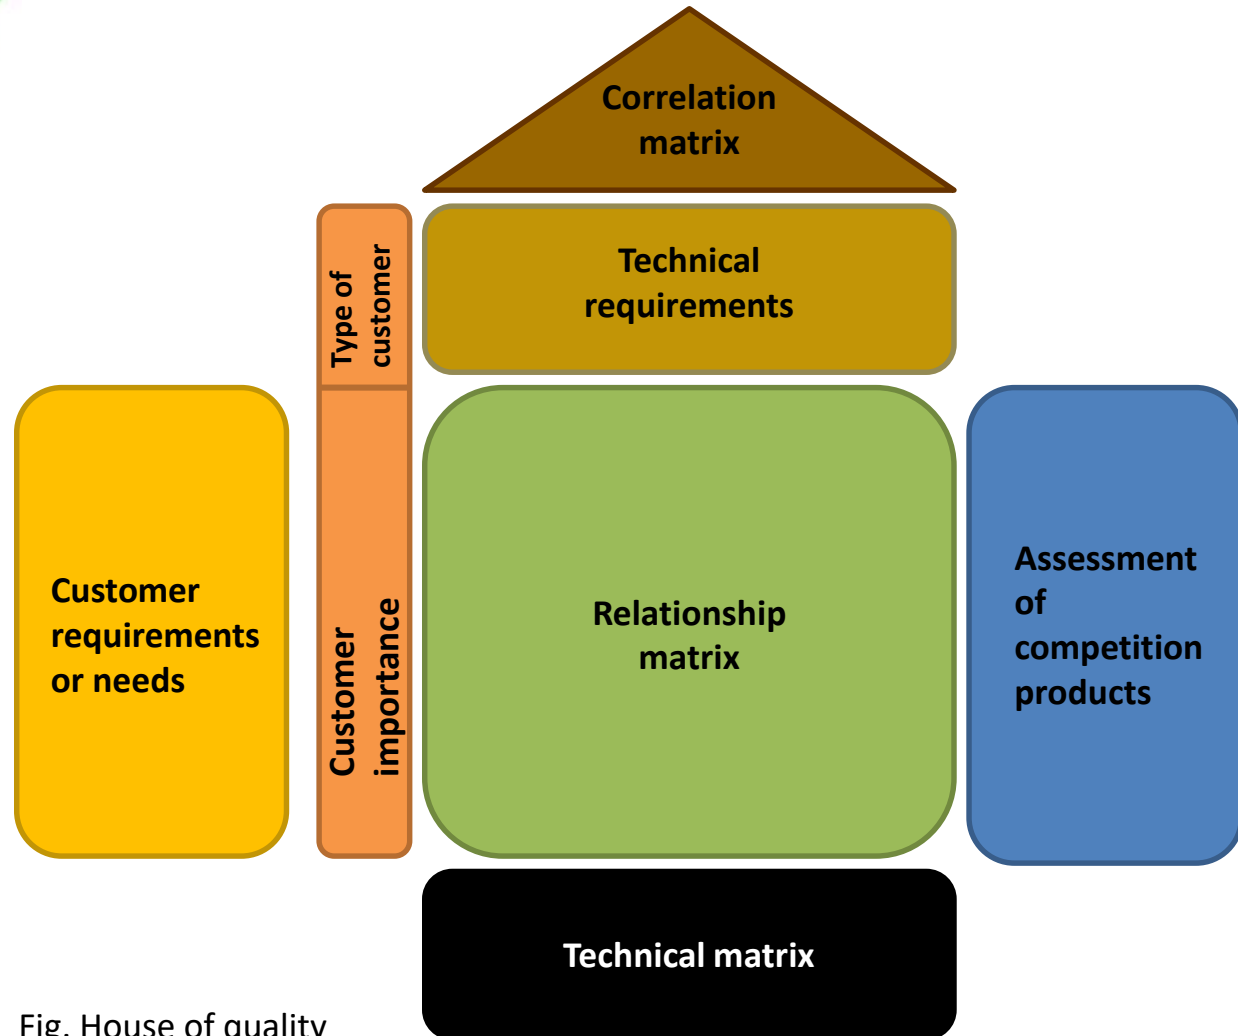 Correlation
matrix
Type of
customer
Technical
requirements
Customer
requirements
or needs
Customer
importance
Relationship
matrix
Assessment
of
competition
products
Technical matrix
Fig. House of quality